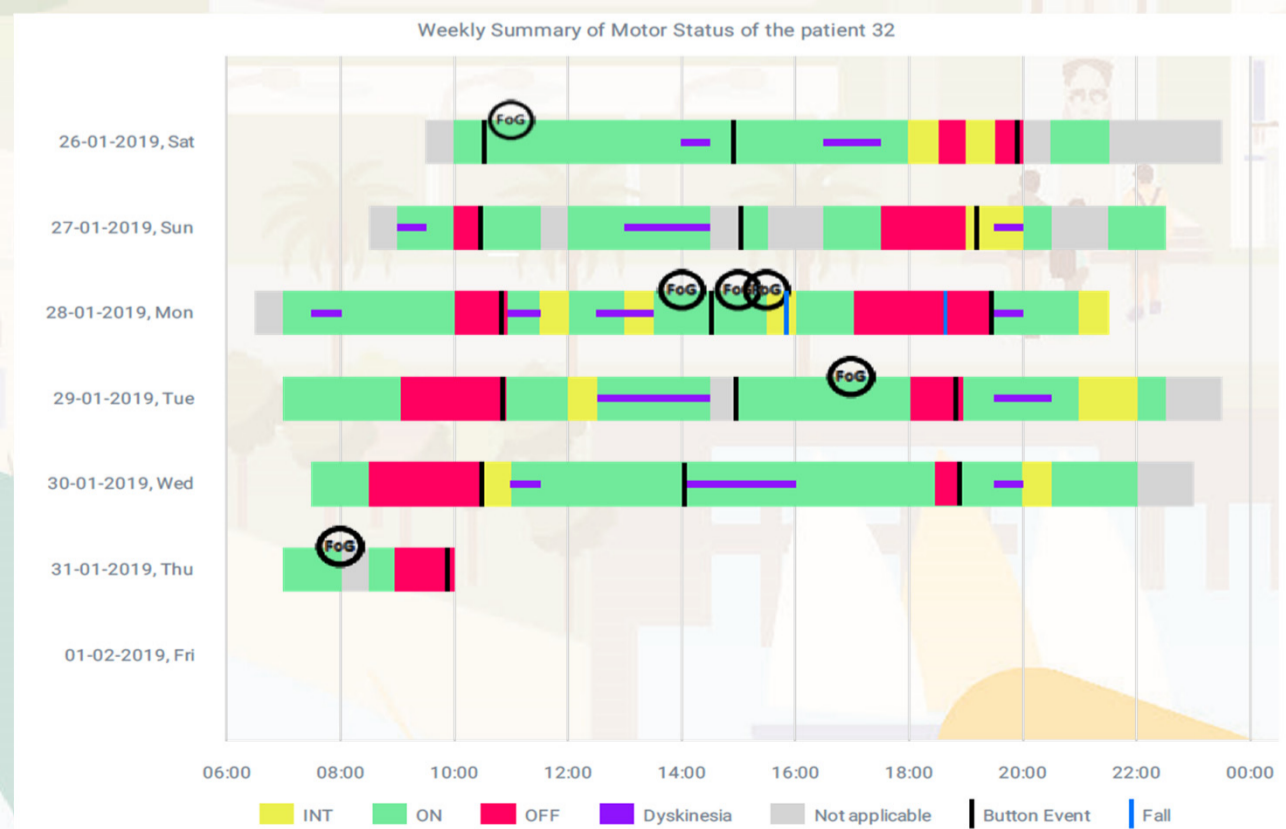 Weekly Summary of Motor Status of the patient 32
FoG
26-01-2019, Sat
27-01-2019, Sun
FoG FoG FoG
28-01-2019, Mon
FoG
29-01-2019, Tue
30-01-2019, Wed
FoG
31-01-2019, Thu
01-02-2019, Fri
06:00 08:00 10:00 12:00 14:00 16:00 18:00 20:00 22:00 00:00
INT ON OFF Dyskinesia Not applicable Button Event Fall